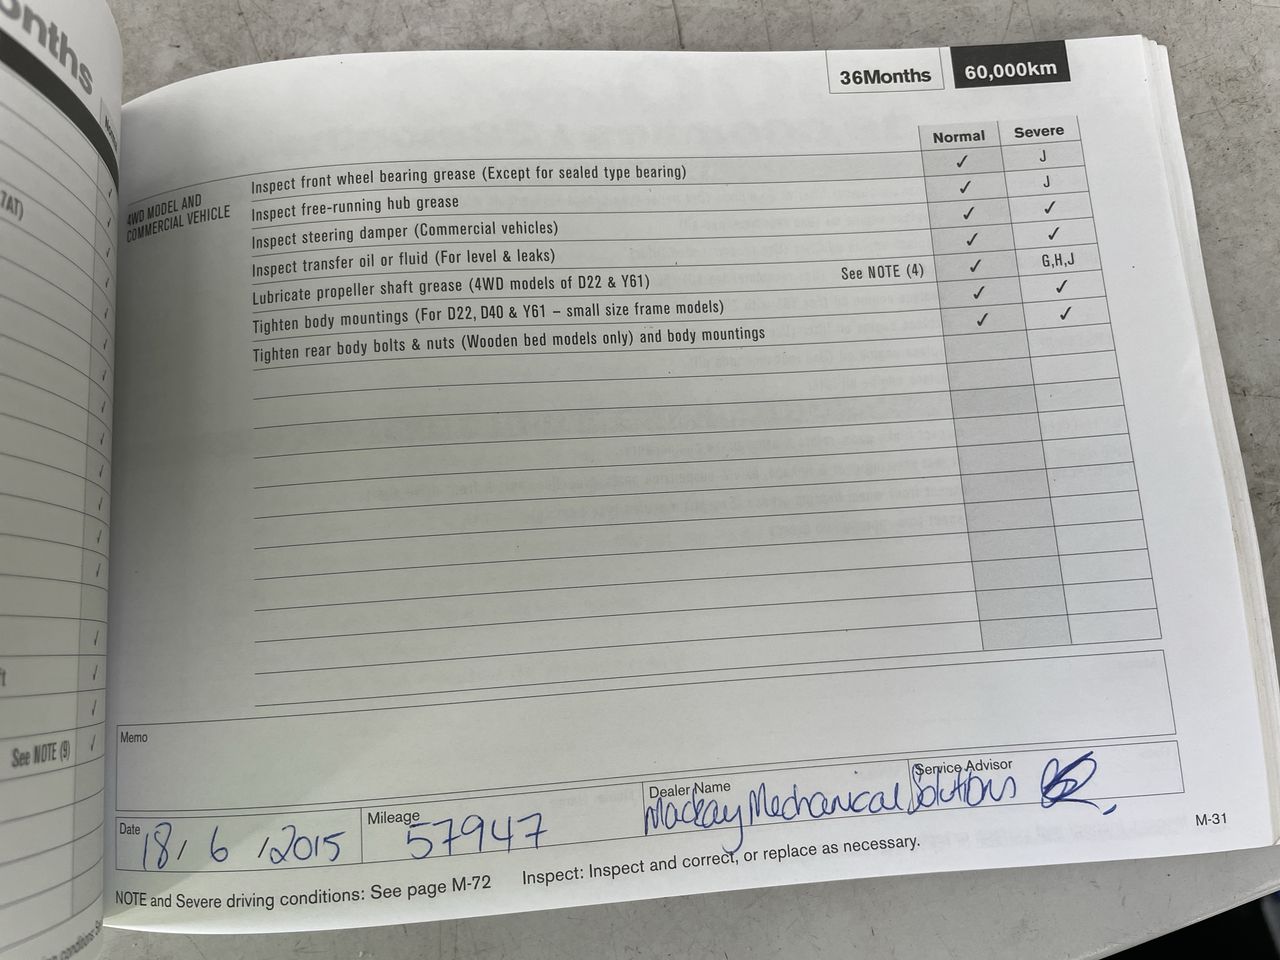 onths
7AT)
See NOTE (9)
36Months 60,000km
Normal Severe
4WD MODEL AND
COMMERCIAL VEHICLE
Inspect front wheel bearing grease (Except for sealed type bearing) ✓ J
Inspect free-running hub grease ✓ J
Inspect steering damper (Commercial vehicles) ✓ ✓
Inspect transfer oil or fluid (For level & leaks) ✓ ✓
Lubricate propeller shaft grease (4WD models of D22 & Y61) See NOTE (4) ✓ G,H,J
Tighten body mountings (For D22, D40 & Y61 – small size frame models) ✓ ✓
Tighten rear body bolts & nuts (Wooden bed models only) and body mountings ✓ ✓
Memo
Date Mileage Dealer Name Service Advisor
18/ 6 /2015 57947 Mackay Mechanical Solutions
NOTE and Severe driving conditions: See page M-72 Inspect: Inspect and correct, or replace as necessary.
M-31